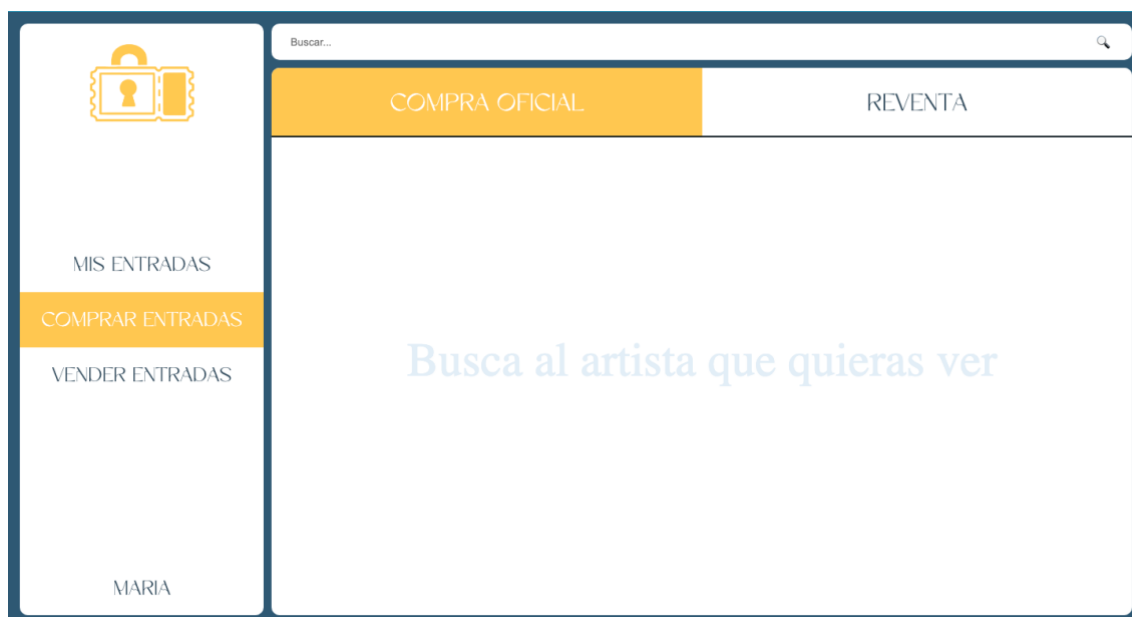 Buscar...
COMPRA OFICIAL
REVENTA
MIS ENTRADAS
COMPRAR ENTRADAS
VENDER ENTRADAS
Busca al artista que quieras ver
MARIA